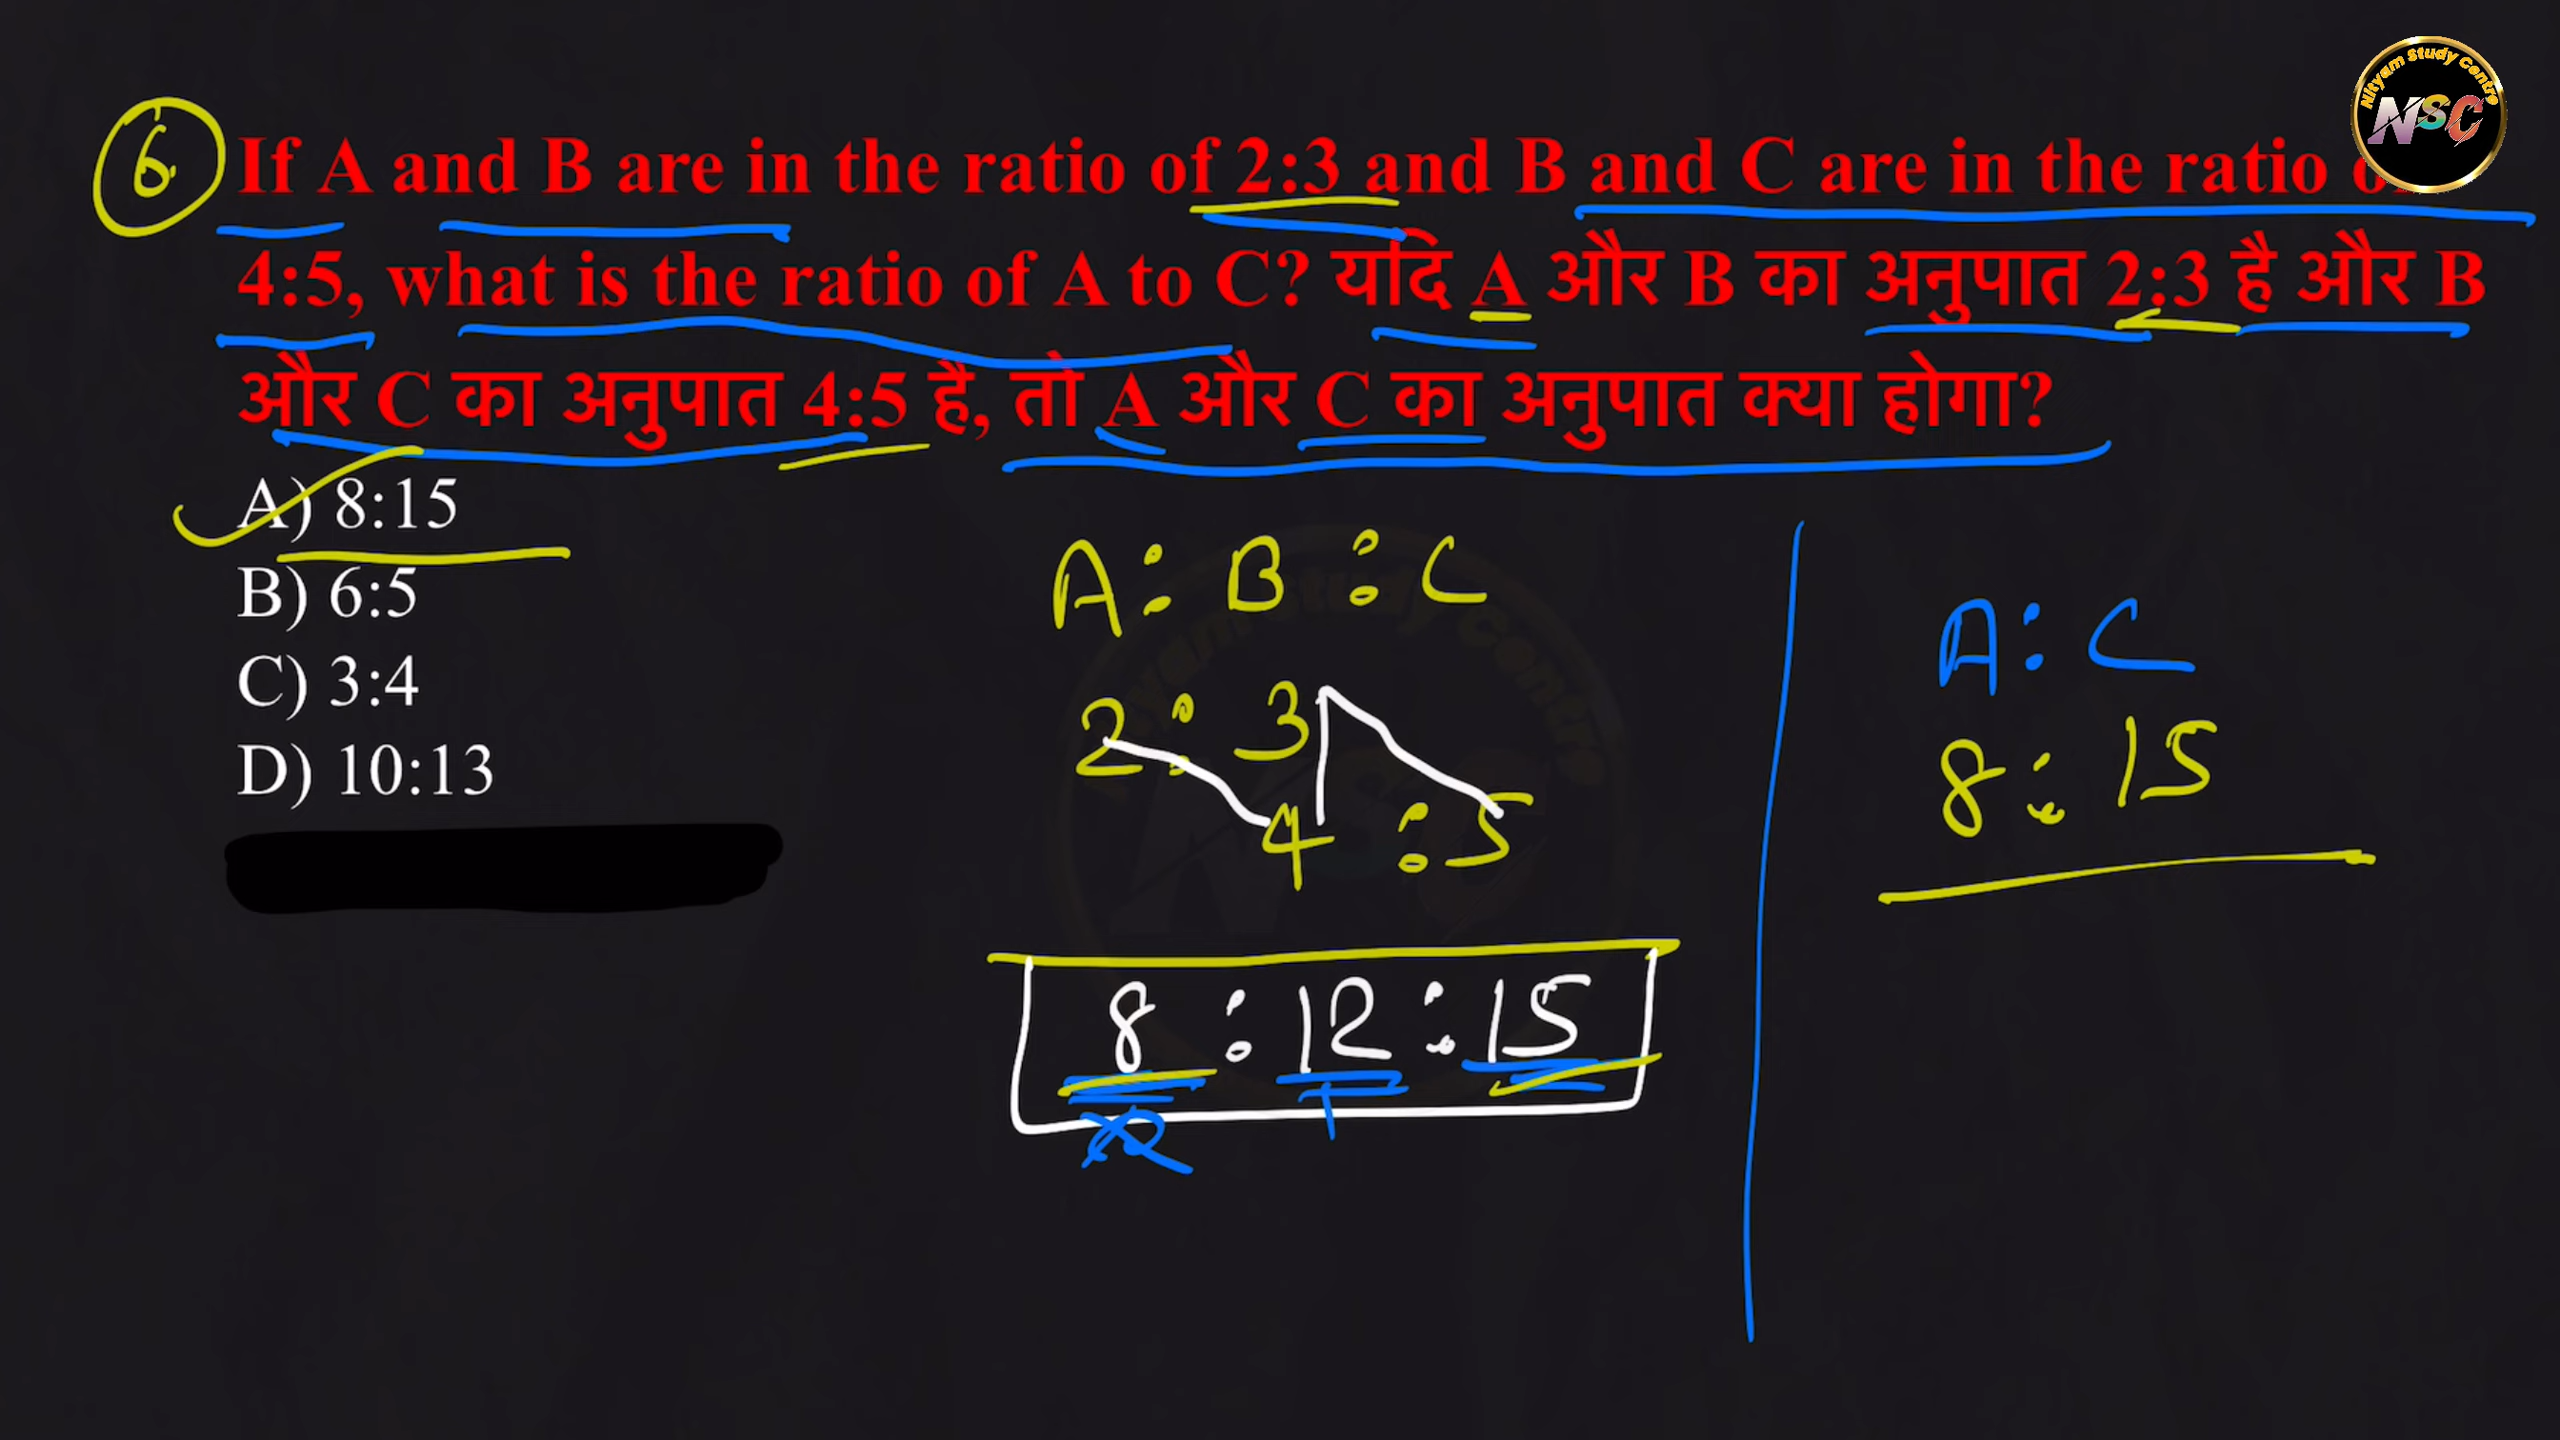 Nityam Study Centre
NSC
6 If A and B are in the ratio of 2:3 and B and C are in the ratio
4:5, what is the ratio of A to C? यदि A और B का अनुपात 2:3 है और B
और C का अनुपात 4:5 है, तो A और C का अनुपात क्या होगा?
A) 8:15
B) 6:5
C) 3:4
D) 10:13
A : B : C
2 : 3
4 : 5
8 : 12 : 15
A : C
8 : 15